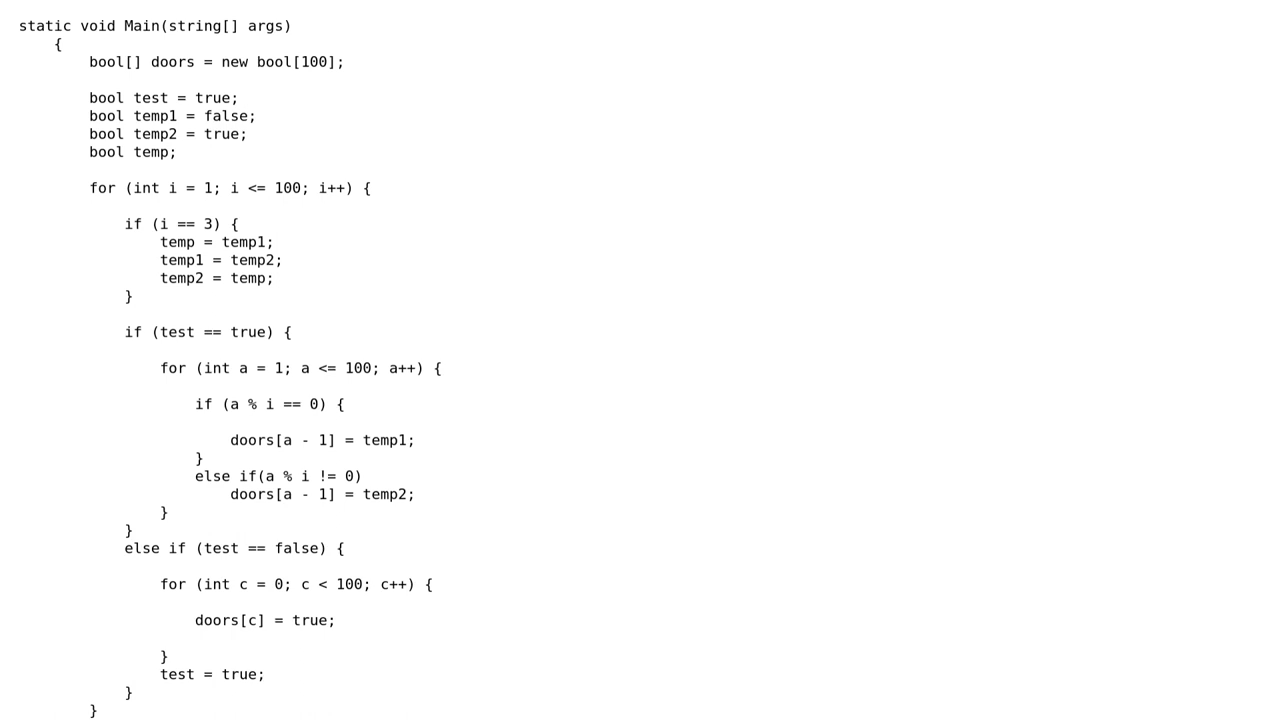 static void Main(string[] args)
    {
        bool[] doors = new bool[100];

        bool test = true;
        bool temp1 = false;
        bool temp2 = true;
        bool temp;

        for (int i = 1; i <= 100; i++) {

            if (i == 3) {
                temp = temp1;
                temp1 = temp2;
                temp2 = temp;
            }

            if (test == true) {

                for (int a = 1; a <= 100; a++) {

                    if (a % i == 0) {

                        doors[a - 1] = temp1;
                    }
                    else if(a % i != 0)
                        doors[a - 1] = temp2;
                }
            }
            else if (test == false) {

                for (int c = 0; c < 100; c++) {

                    doors[c] = true;

                }
                test = true;
            }
        }